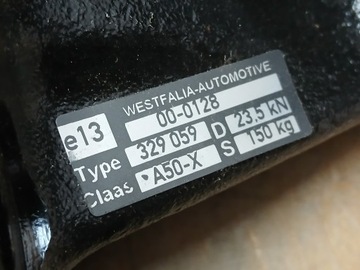 WESTFALIA-AUTOMOTIVE
e13 00-0128
Type 329 059 D 23,5 kN
Claas A50-X S 150 kg